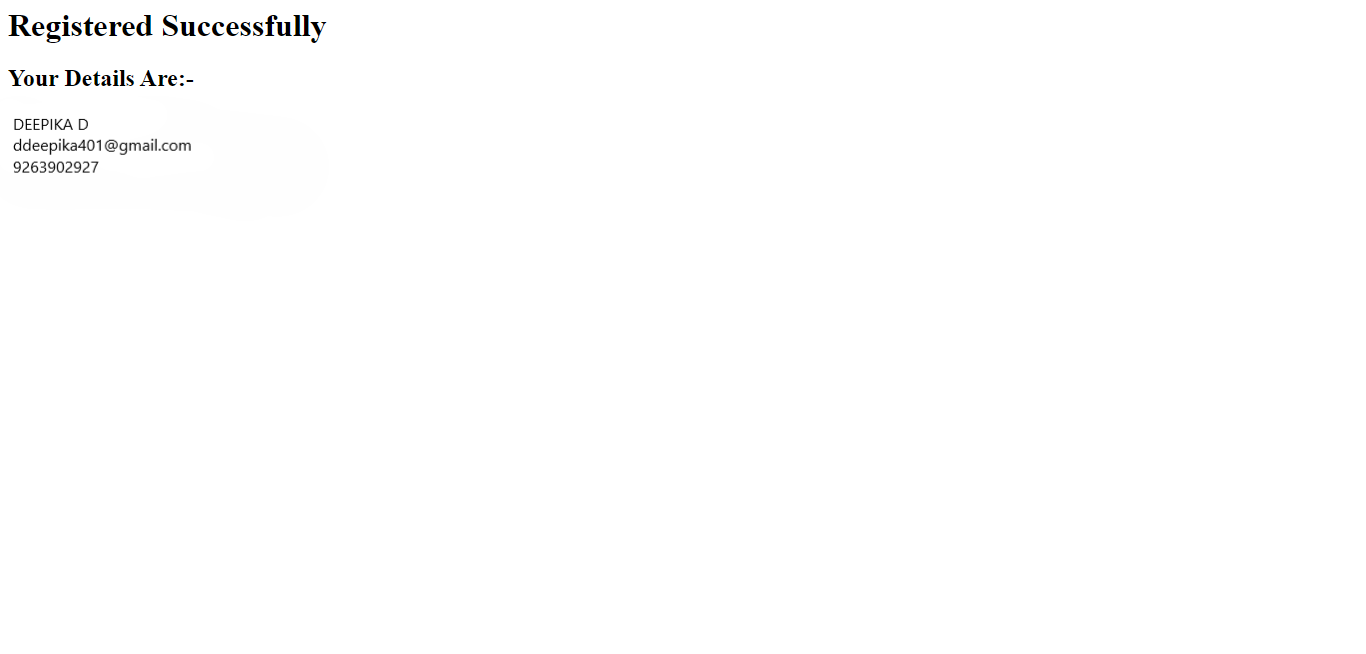 Registered Successfully
Your Details Are:-
DEEPIKA D
ddeepika401@gmail.com
9263902927